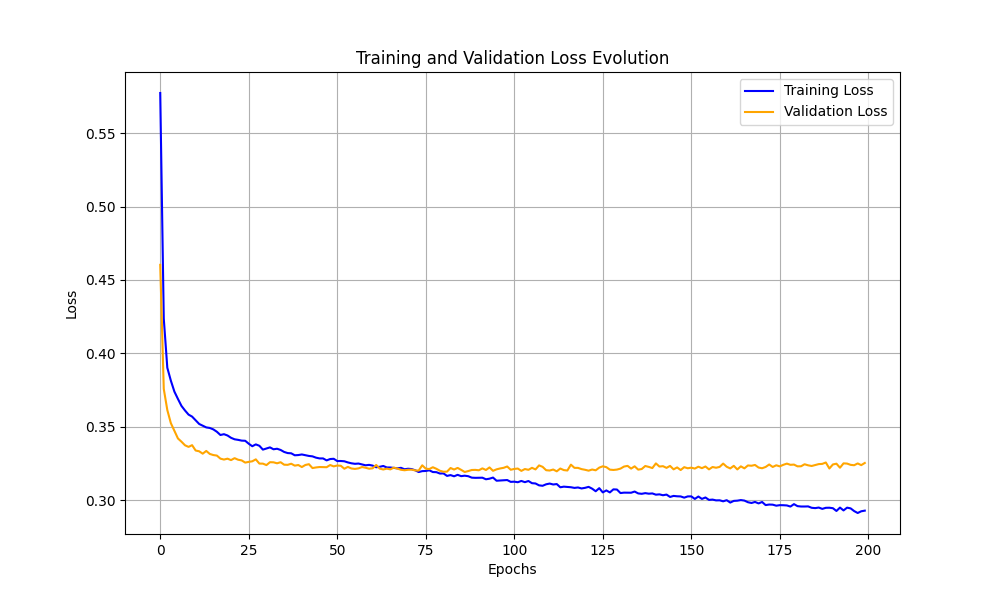 Training and Validation Loss Evolution
Training Loss
Validation Loss
0.55
0.50
0.45
0.40
0.35
0.30
Loss
0 25 50 75 100 125 150 175 200
Epochs